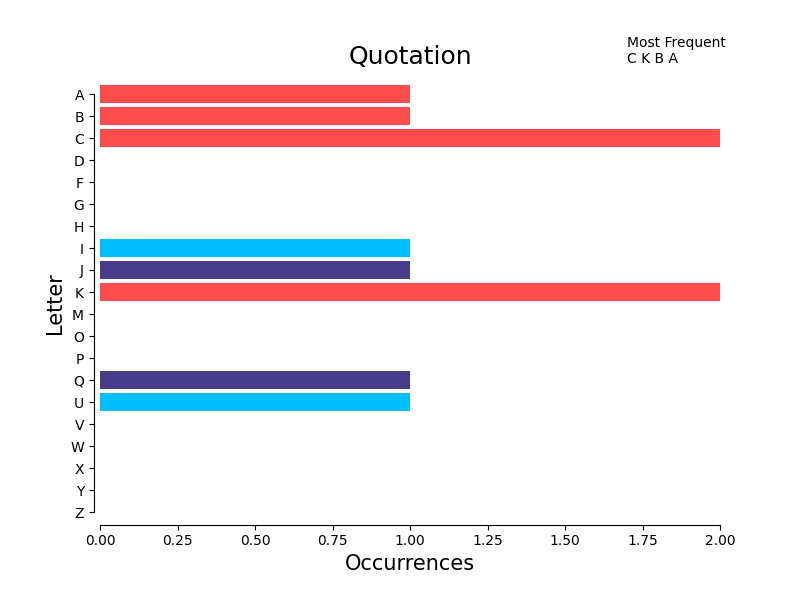 Quotation
Most Frequent
C K B A
A
B
C
D
F
G
H
I
J
K
M
O
P
Q
U
V
W
X
Y
Z
Letter
0.00 0.25 0.50 0.75 1.00 1.25 1.50 1.75 2.00
Occurrences